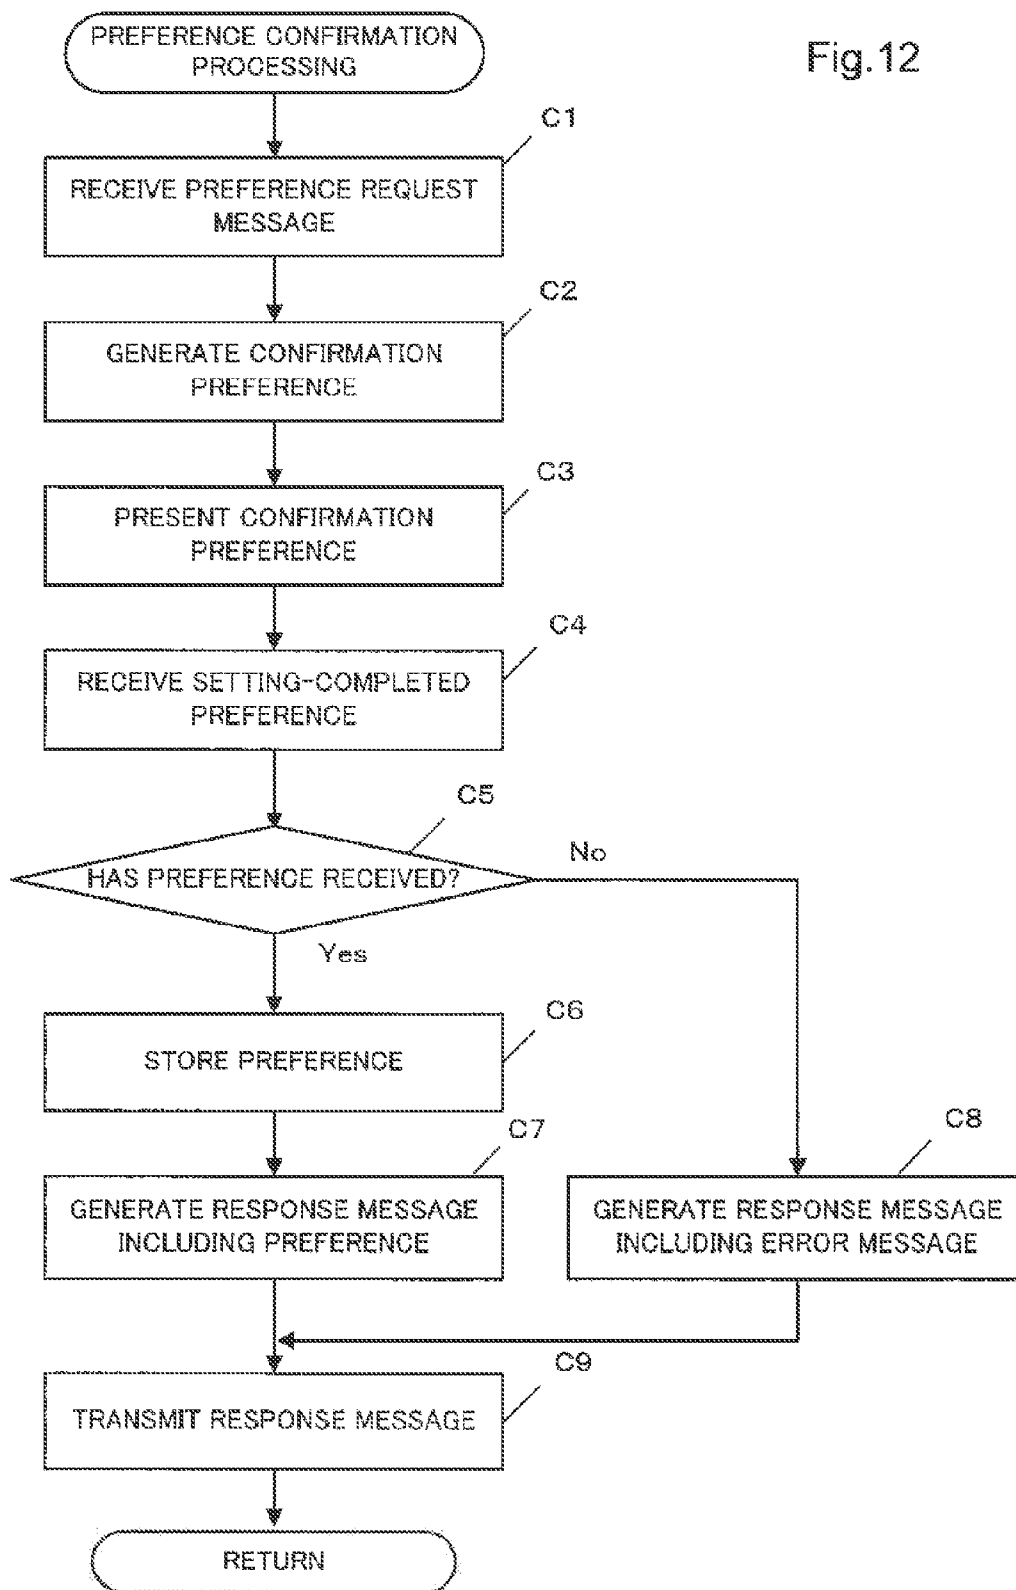 PREFERENCE CONFIRMATION
PROCESSING
Fig.12
C1
RECEIVE PREFERENCE REQUEST
MESSAGE
C2
GENERATE CONFIRMATION
PREFERENCE
C3
PRESENT CONFIRMATION
PREFERENCE
C4
RECEIVE SETTING-COMPLETED
PREFERENCE
C5
HAS PREFERENCE RECEIVED?
No
Yes
C6
STORE PREFERENCE
C7
GENERATE RESPONSE MESSAGE
INCLUDING PREFERENCE
C8
GENERATE RESPONSE MESSAGE
INCLUDING ERROR MESSAGE
C9
TRANSMIT RESPONSE MESSAGE
RETURN